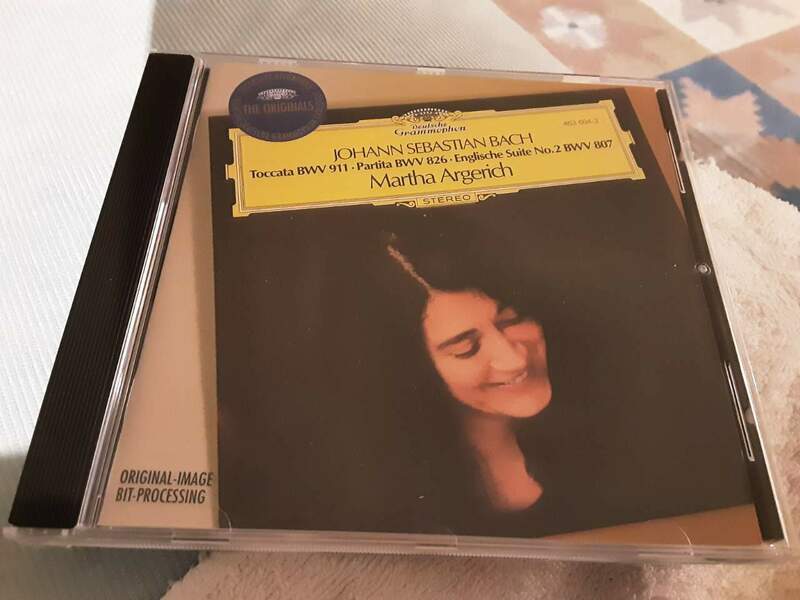 THE ORIGINALS
Deutsche
Grammophon
JOHANN SEBASTIAN BACH
Toccata BWV 911 · Partita BWV 826 · Englische Suite No. 2 BWV 807
Martha Argerich
STEREO
ORIGINAL-IMAGE
BIT-PROCESSING